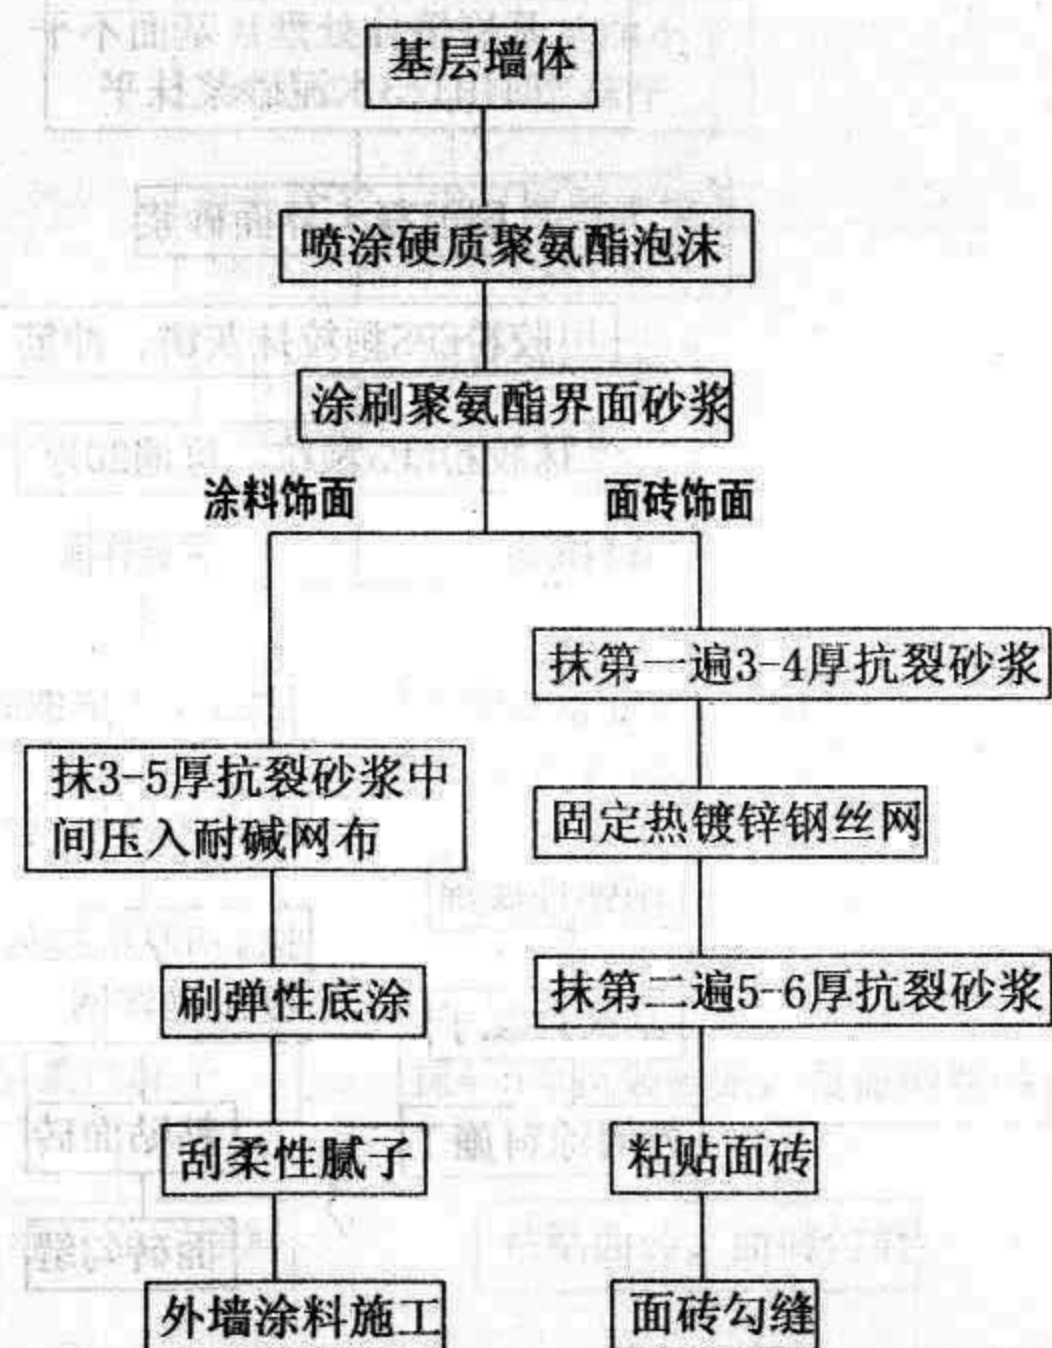 基层墙体
喷涂硬质聚氨酯泡沫
涂刷聚氨酯界面砂浆
涂料饰面
面砖饰面
抹3-5厚抗裂砂浆中
间压入耐碱网布
刷弹性底涂
刮柔性腻子
外墙涂料施工
抹第一遍3-4厚抗裂砂浆
固定热镀锌钢丝网
抹第二遍5-6厚抗裂砂浆
粘贴面砖
面砖勾缝